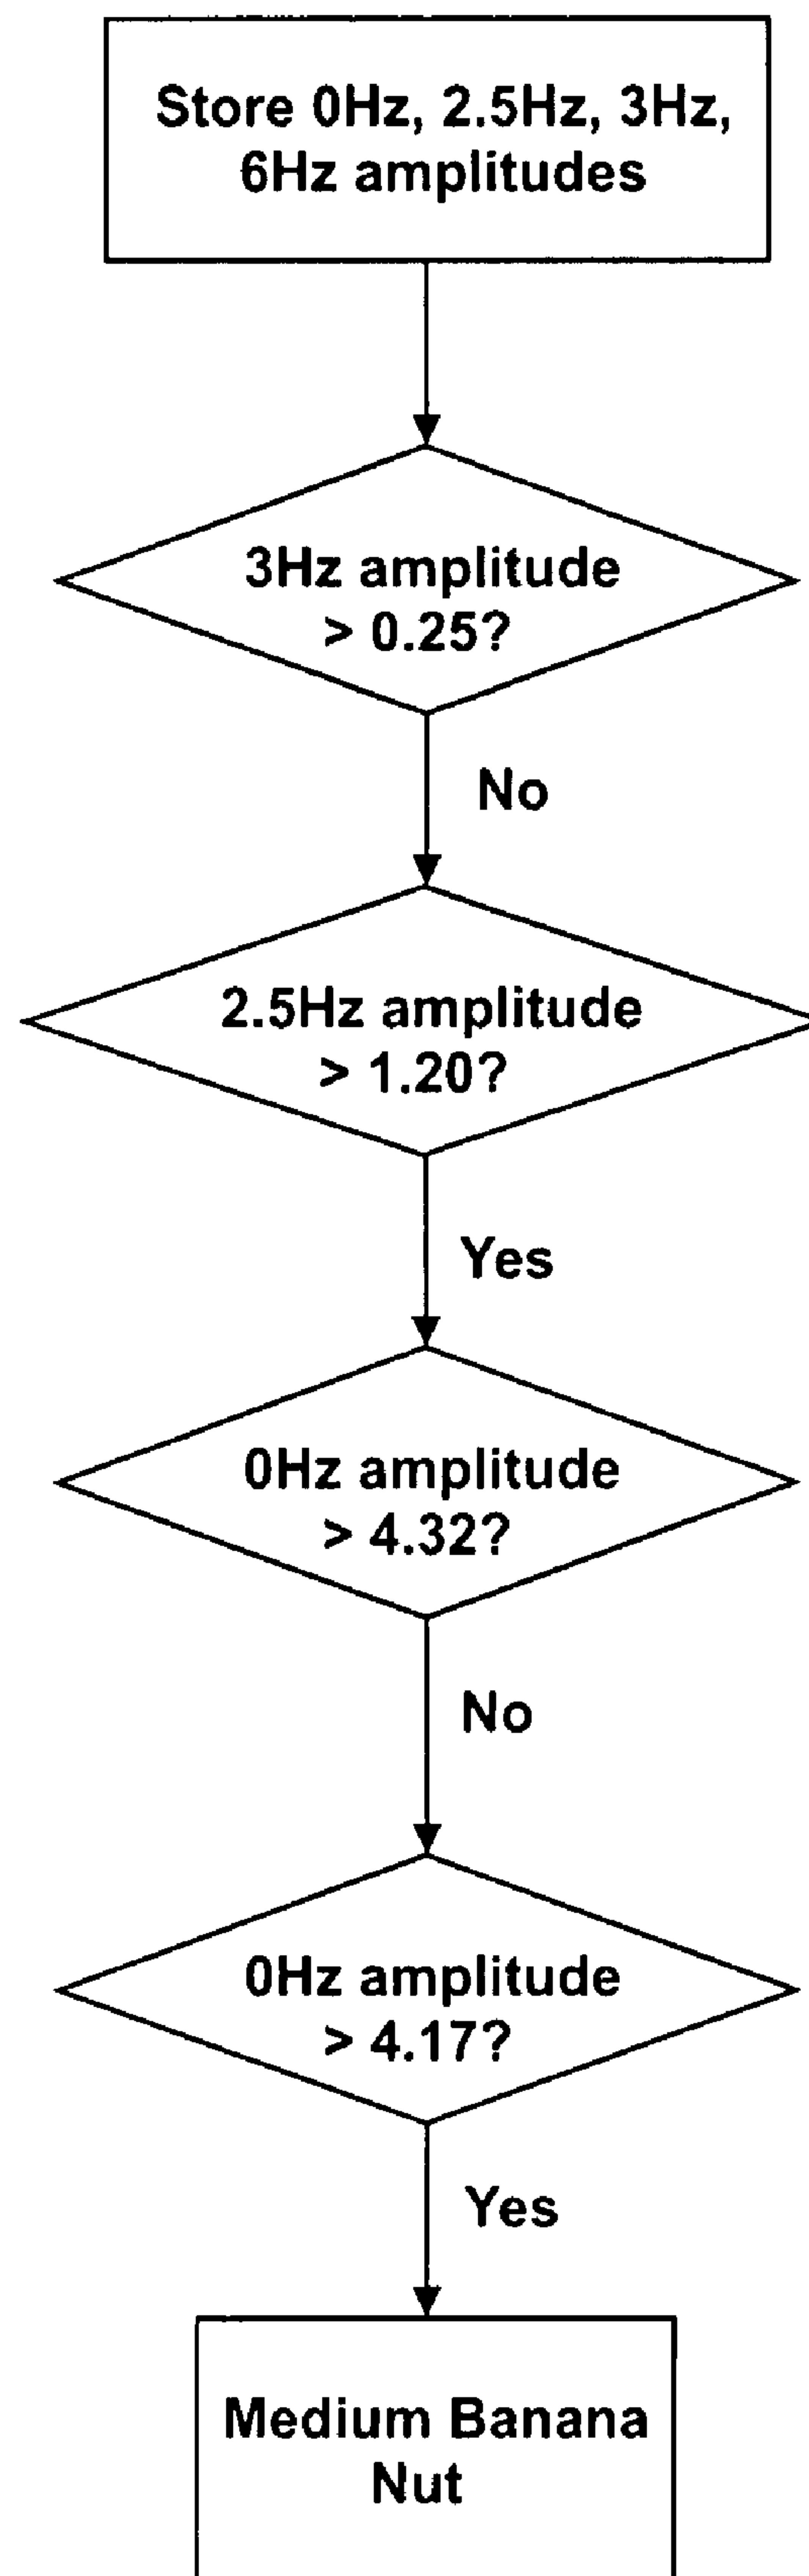 Store 0Hz, 2.5Hz, 3Hz,
6Hz amplitudes
3Hz amplitude
> 0.25?
No
2.5Hz amplitude
> 1.20?
Yes
0Hz amplitude
> 4.32?
No
0Hz amplitude
> 4.17?
Yes
Medium Banana
Nut